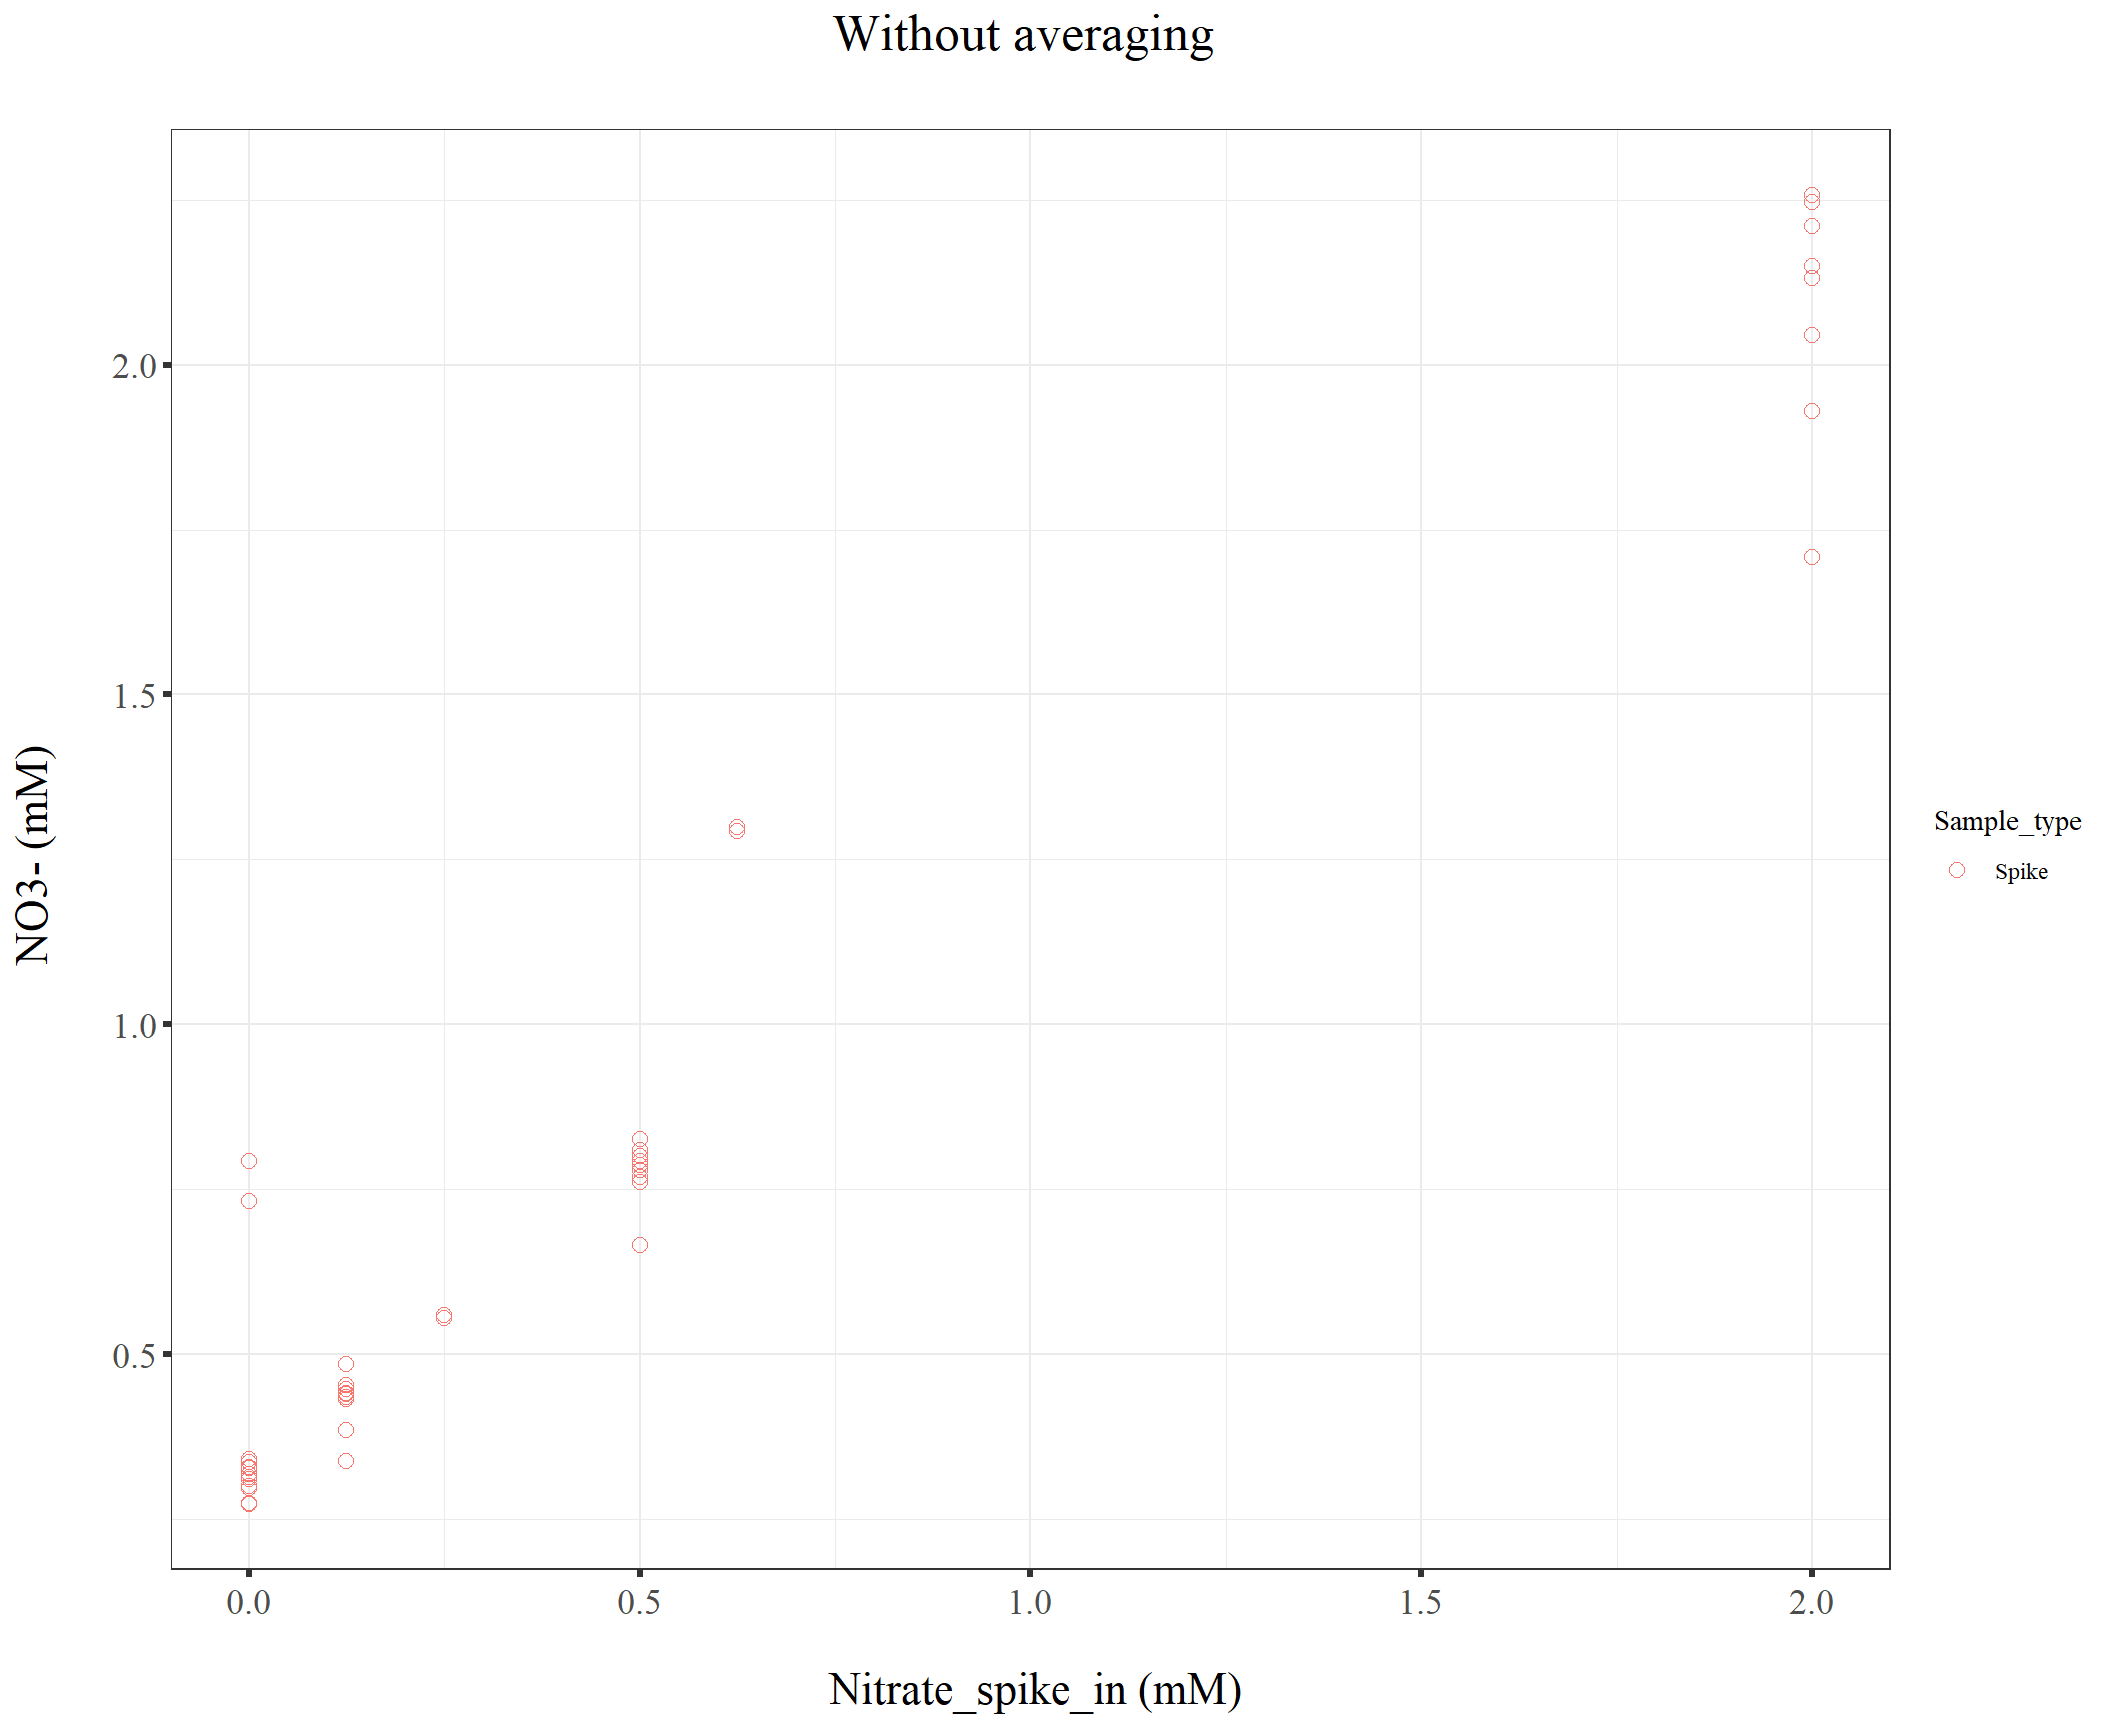 Without averaging
2.0
1.5
1.0
0.5
NO3- (mM)
0.0 0.5 1.0 1.5 2.0
Nitrate_spike_in (mM)
Sample_type
Spike